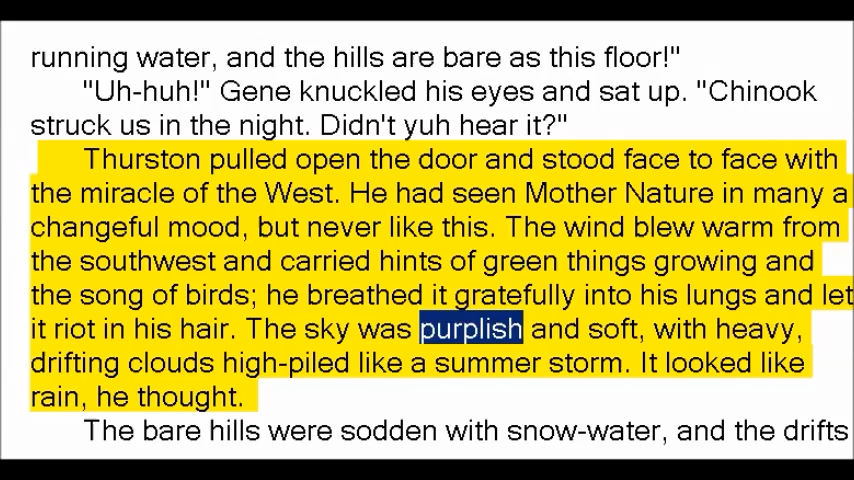 running water, and the hills are bare as this floor!"
"Uh-huh!" Gene knuckled his eyes and sat up. "Chinook
struck us in the night. Didn't yuh hear it?"
Thurston pulled open the door and stood face to face with
the miracle of the West. He had seen Mother Nature in many a
changeful mood, but never like this. The wind blew warm from
the southwest and carried hints of green things growing and
the song of birds; he breathed it gratefully into his lungs and let
it riot in his hair. The sky was purplish and soft, with heavy,
drifting clouds high-piled like a summer storm. It looked like
rain, he thought.
The bare hills were sodden with snow-water, and the drifts